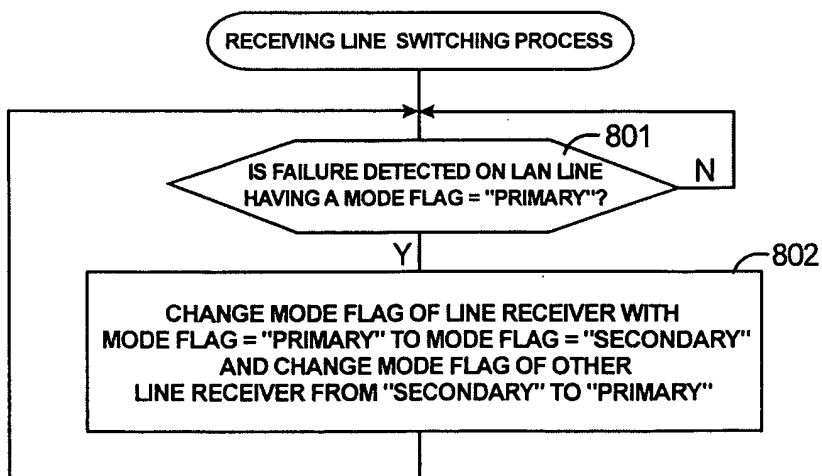 RECEIVING LINE SWITCHING PROCESS
801
IS FAILURE DETECTED ON LAN LINE
HAVING A MODE FLAG = "PRIMARY"?
N
Y
802
CHANGE MODE FLAG OF LINE RECEIVER WITH
MODE FLAG = "PRIMARY" TO MODE FLAG = "SECONDARY"
AND CHANGE MODE FLAG OF OTHER
LINE RECEIVER FROM "SECONDARY" TO "PRIMARY"